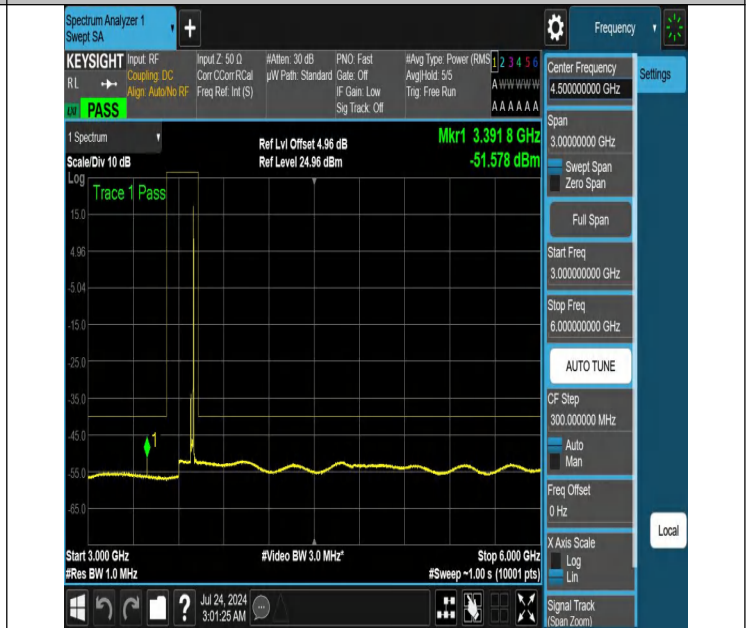 Spectrum Analyzer 1
Swept SA
+
Frequency
KEYSIGHT
RL
LXI
PASS
Input: RF
Coupling: DC
Align: Auto/No RF
Input Z: 50 Ω
Corr CCorr RCal
Freq Ref: Int (S)
#Atten: 30 dB
µW Path: Standard
PNO: Fast
Gate: Off
IF Gain: Low
Sig Track: Off
#Avg Type: Power (RMS
Avg|Hold: 5/5
Trig: Free Run
1 2 3 4 5 6
A W W W W W
A A A A A A
1 Spectrum
Scale/Div 10 dB
Ref Lvl Offset 4.96 dB
Ref Level 24.96 dBm
Mkr1 3.391 8 GHz
-51.578 dBm
Log
Trace 1 Pass
15.0
4.96
-5.04
-15.0
-25.0
-35.0
-45.0
-55.0
-65.0
1
Start 3.000 GHz
#Res BW 1.0 MHz
#Video BW 3.0 MHz*
Stop 6.000 GHz
#Sweep ~1.00 s (10001 pts)
Center Frequency
4.500000000 GHz
Settings
Span
3.00000000 GHz
Swept Span
Zero Span
Full Span
Start Freq
3.000000000 GHz
Stop Freq
6.000000000 GHz
AUTO TUNE
CF Step
300.000000 MHz
Auto
Man
Freq Offset
0 Hz
X Axis Scale
Log
Lin
Local
Signal Track
(Span Zoom)
?
Jul 24, 2024
3:01:25 AM